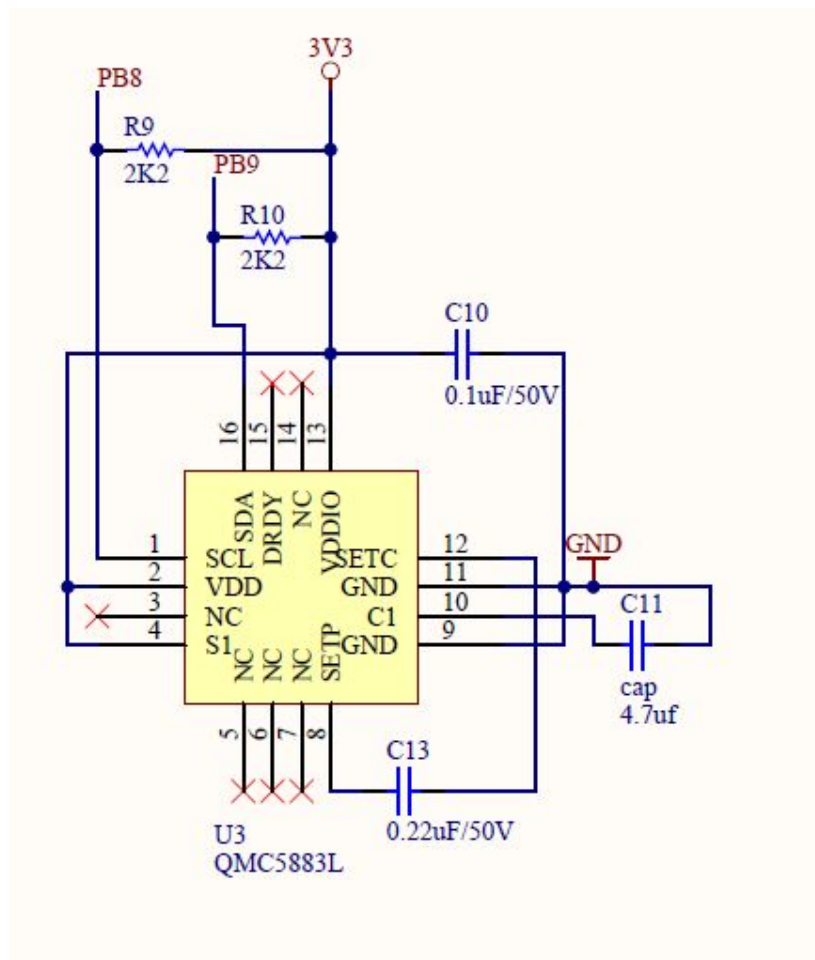 3V3
PB8
R9
2K2
PB9
R10
2K2
C10
0.1uF/50V
16
15
14
13
SDA
DRDY
NC
VDDIO
1
SCL
2
VDD
3
NC
4
S1
12
SETC
11
GND
10
C1
9
GND
GND
C11
cap
4.7uf
NC
NC
NC
SETP
5
6
7
8
C13
0.22uF/50V
U3
QMC5883L